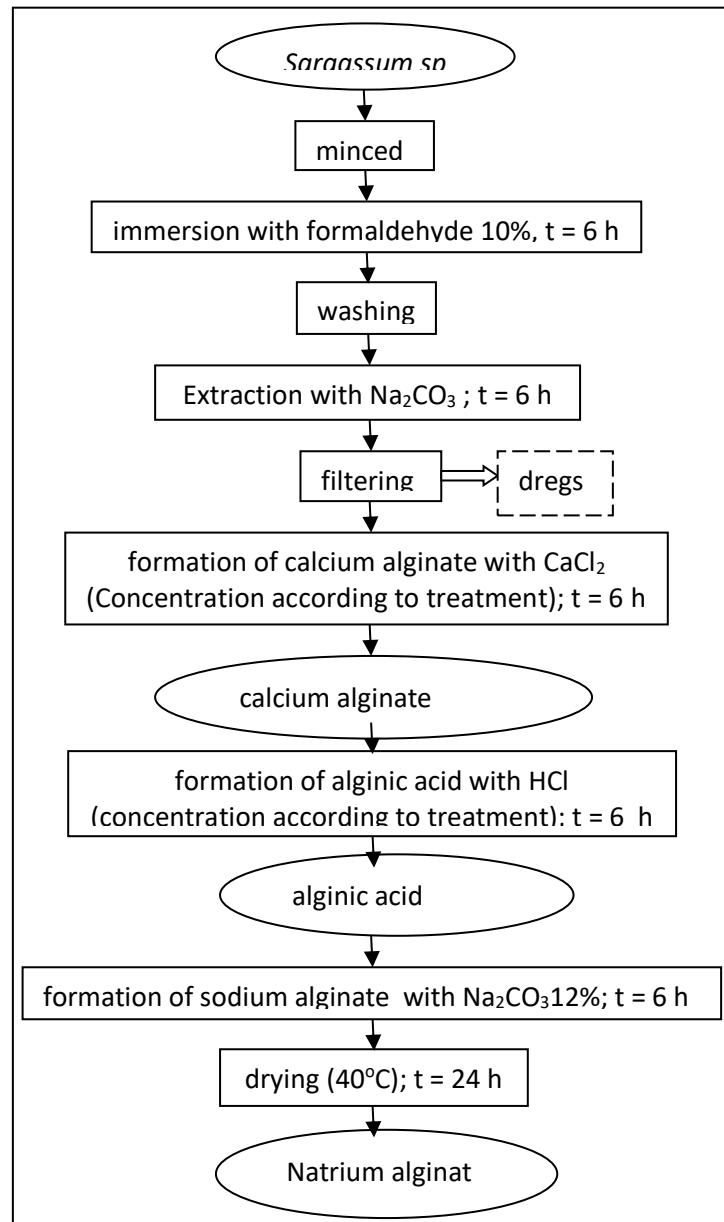 Sargassum sp
minced
immersion with formaldehyde 10%, t = 6 h
washing
Extraction with Na₂CO₃ ; t = 6 h
filtering
dregs
formation of calcium alginate with CaCl₂
(Concentration according to treatment); t = 6 h
calcium alginate
formation of alginic acid with HCl
(concentration according to treatment); t = 6 h
alginic acid
formation of sodium alginate with Na₂CO₃12%; t = 6 h
drying (40°C); t = 24 h
Natrium alginat